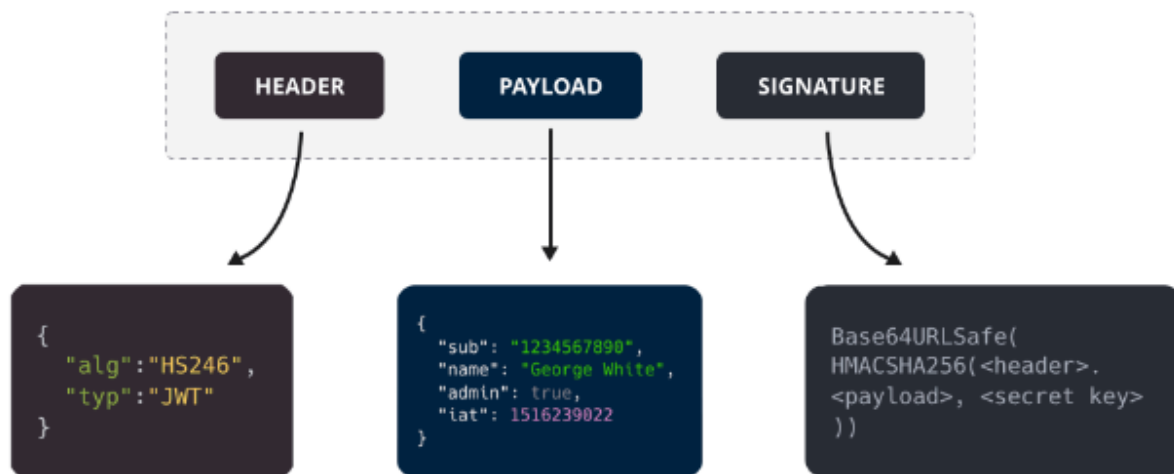 HEADER
PAYLOAD
SIGNATURE
{
"alg":"HS246",
"typ":"JWT"
}
{
"sub": "1234567890",
"name": "George White",
"admin": true,
"iat": 1516239022
}
Base64URLSafe(
HMACSHA256(<header>.
<payload>, <secret key>
))